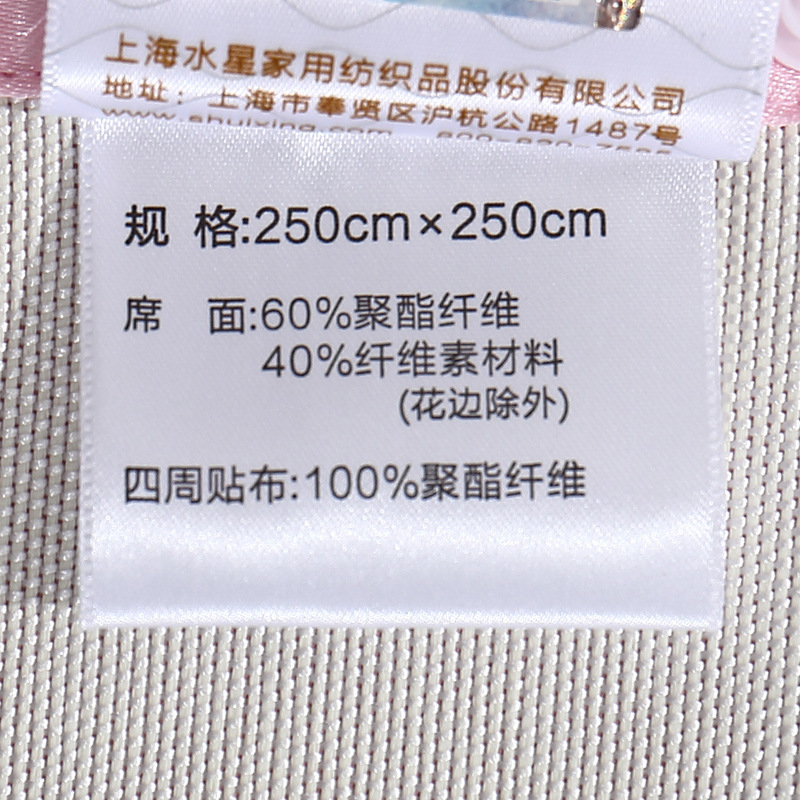 上海水星家用纺织品股份有限公司
地址：上海市奉贤区沪杭公路1487号
www.shuixing.com
规 格:250cm×250cm
席 面:60%聚酯纤维
40%纤维素材料
(花边除外)
四周贴布:100%聚酯纤维